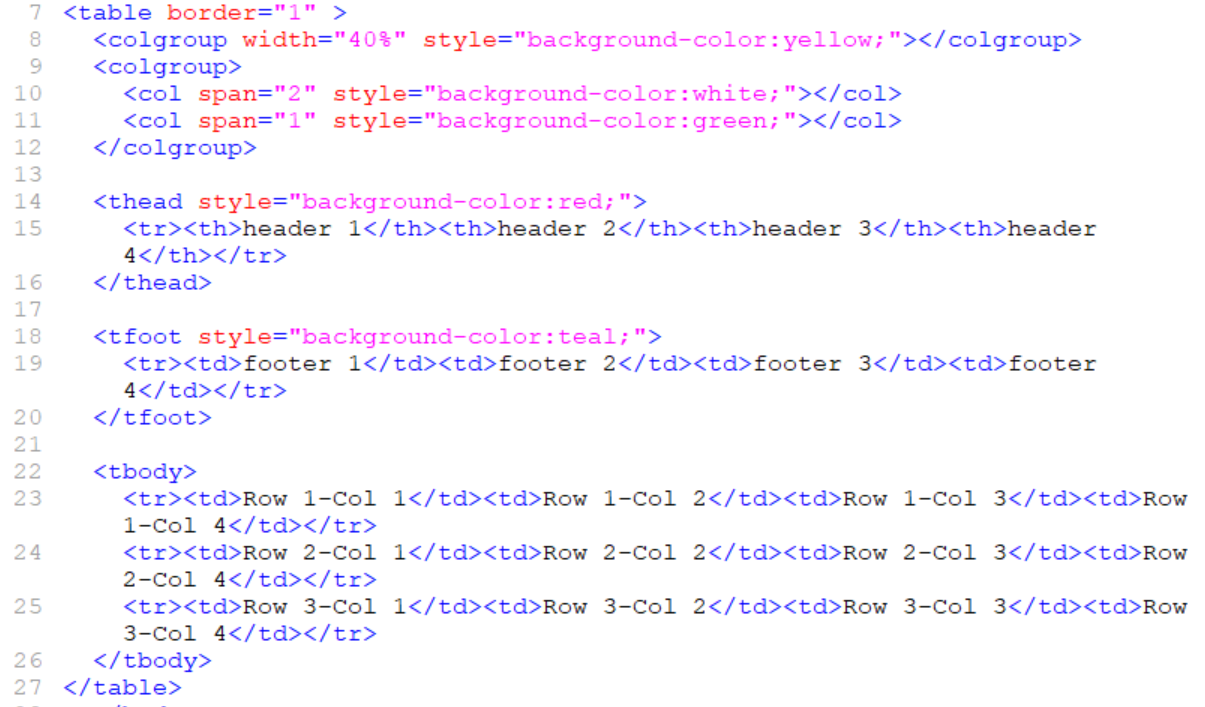 7 <table border="1" >
8 <colgroup width="40%" style="background-color:yellow;"></colgroup>
9 <colgroup>
10 <col span="2" style="background-color:white;"></col>
11 <col span="1" style="background-color:green;"></col>
12 </colgroup>
13
14 <thead style="background-color:red;">
15 <tr><th>header 1</th><th>header 2</th><th>header 3</th><th>header
4</th></tr>
16 </thead>
17
18 <tfoot style="background-color:teal;">
19 <tr><td>footer 1</td><td>footer 2</td><td>footer 3</td><td>footer
4</td></tr>
20 </tfoot>
21
22 <tbody>
23 <tr><td>Row 1-Col 1</td><td>Row 1-Col 2</td><td>Row 1-Col 3</td><td>Row
1-Col 4</td></tr>
24 <tr><td>Row 2-Col 1</td><td>Row 2-Col 2</td><td>Row 2-Col 3</td><td>Row
2-Col 4</td></tr>
25 <tr><td>Row 3-Col 1</td><td>Row 3-Col 2</td><td>Row 3-Col 3</td><td>Row
3-Col 4</td></tr>
26 </tbody>
27 </table>